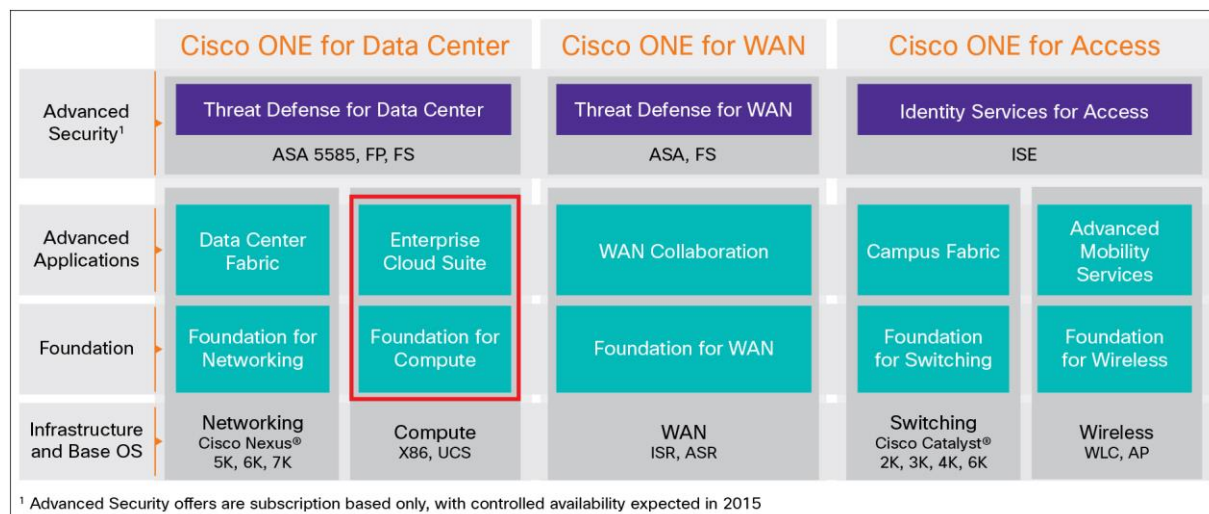 Cisco ONE for Data Center
Cisco ONE for WAN
Cisco ONE for Access
Advanced
Security¹
Threat Defense for Data Center
ASA 5585, FP, FS
Threat Defense for WAN
ASA, FS
Identity Services for Access
ISE
Advanced
Applications
Data Center
Fabric
Enterprise
Cloud Suite
WAN Collaboration
Campus Fabric
Advanced
Mobility
Services
Foundation
Foundation for
Networking
Foundation for
Compute
Foundation for WAN
Foundation
for Switching
Foundation
for Wireless
Infrastructure
and Base OS
Networking
Cisco Nexus®
5K, 6K, 7K
Compute
X86, UCS
WAN
ISR, ASR
Switching
Cisco Catalyst®
2K, 3K, 4K, 6K
Wireless
WLC, AP
¹ Advanced Security offers are subscription based only, with controlled availability expected in 2015